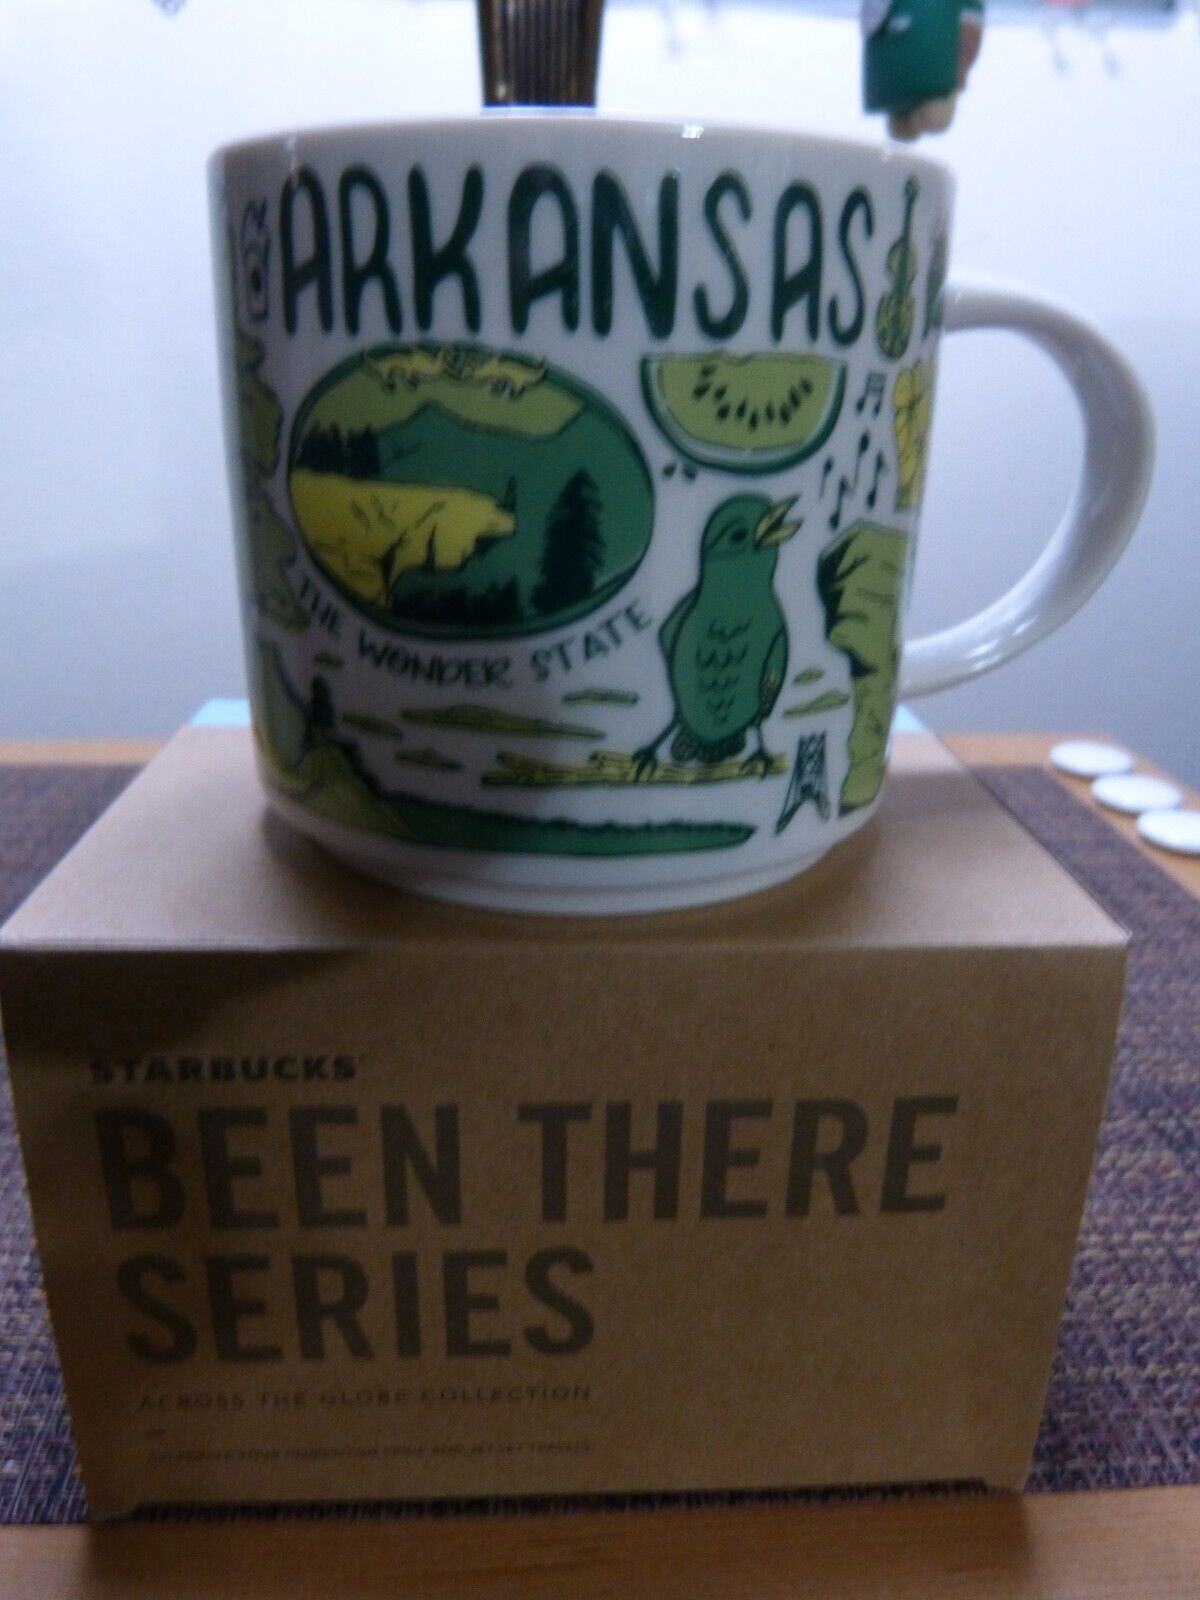 ARKANSAS
THE WONDER STATE
STARBUCKS
BEEN THERE
SERIES
ACROSS THE GLOBE COLLECTION